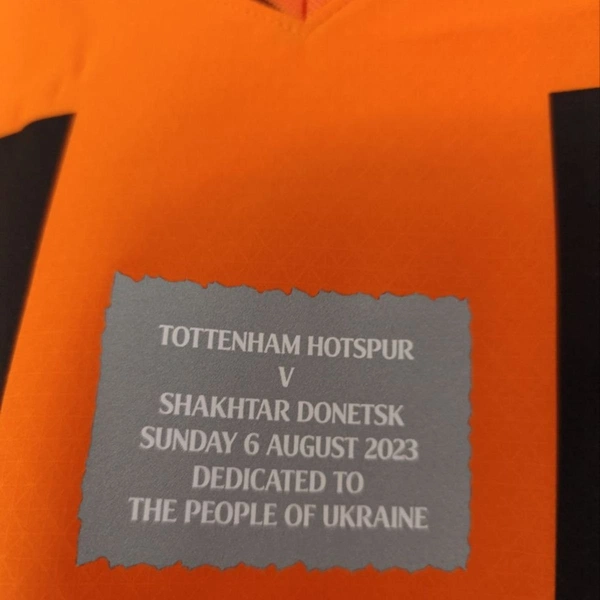 TOTTENHAM HOTSPUR
V
SHAKHTAR DONETSK
SUNDAY 6 AUGUST 2023
DEDICATED TO
THE PEOPLE OF UKRAINE